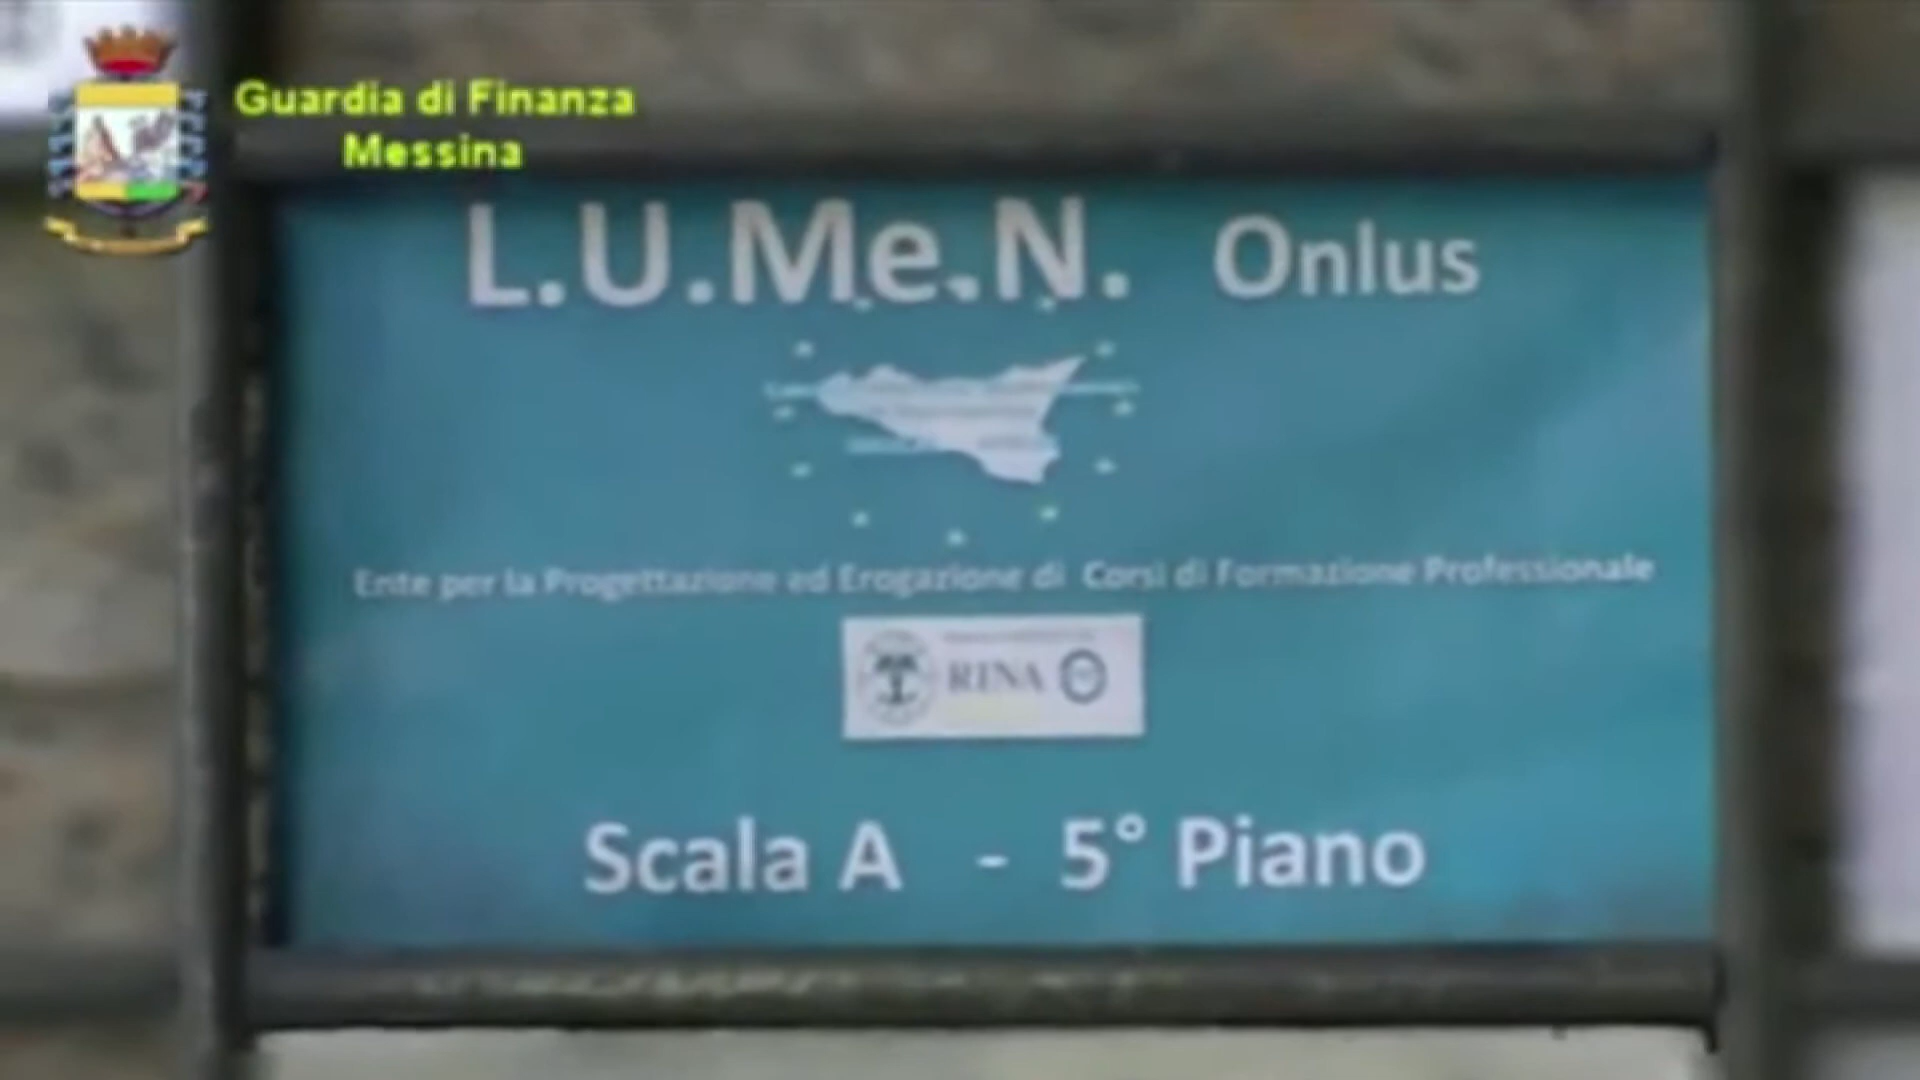 Guardia di Finanza
Messina
L.U.Me.N. Onlus
Ente per la Progettazione ed Erogazione di Corsi di Formazione Professionale
RINA
Scala A - 5° Piano